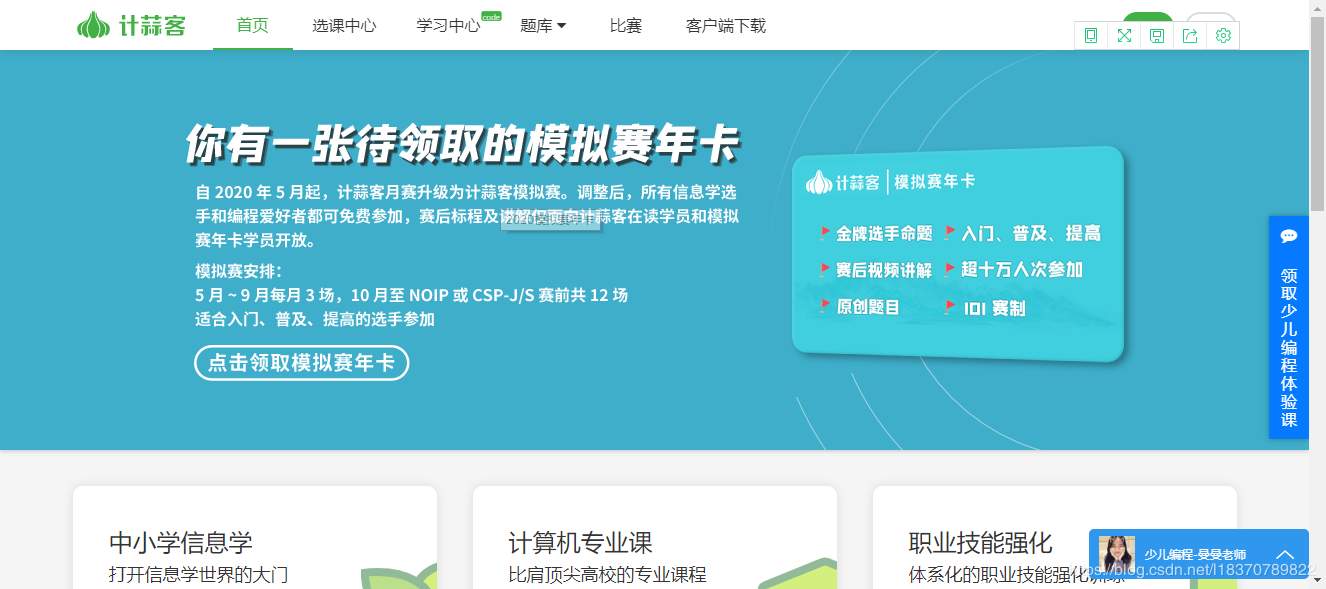 计蒜客
首页
选课中心
学习中心
code
题库
比赛
客户端下载
你有一张待领取的模拟赛年卡
自 2020 年 5 月起，计蒜客月赛升级为计蒜客模拟赛。调整后，所有信息学选
手和编程爱好者都可免费参加，赛后标程及讲解仅面向计蒜客在读学员和模拟
赛年卡学员开放。
模拟赛安排：
5 月 ~ 9 月每月 3 场，10 月至 NOIP 或 CSP-J/S 赛前共 12 场
适合入门、普及、提高的选手参加
点击领取模拟赛年卡
计蒜客 | 模拟赛年卡
金牌选手命题
入门、普及、提高
赛后视频讲解
超十万人次参加
原创题目
IOI 赛制
领取少儿编程体验课
中小学信息学
打开信息学世界的大门
计算机专业课
比肩顶尖高校的专业课程
职业技能强化
体系化的职业技能强化训练
少儿编程-旻旻老师
https://blog.csdn.net/l18370789822